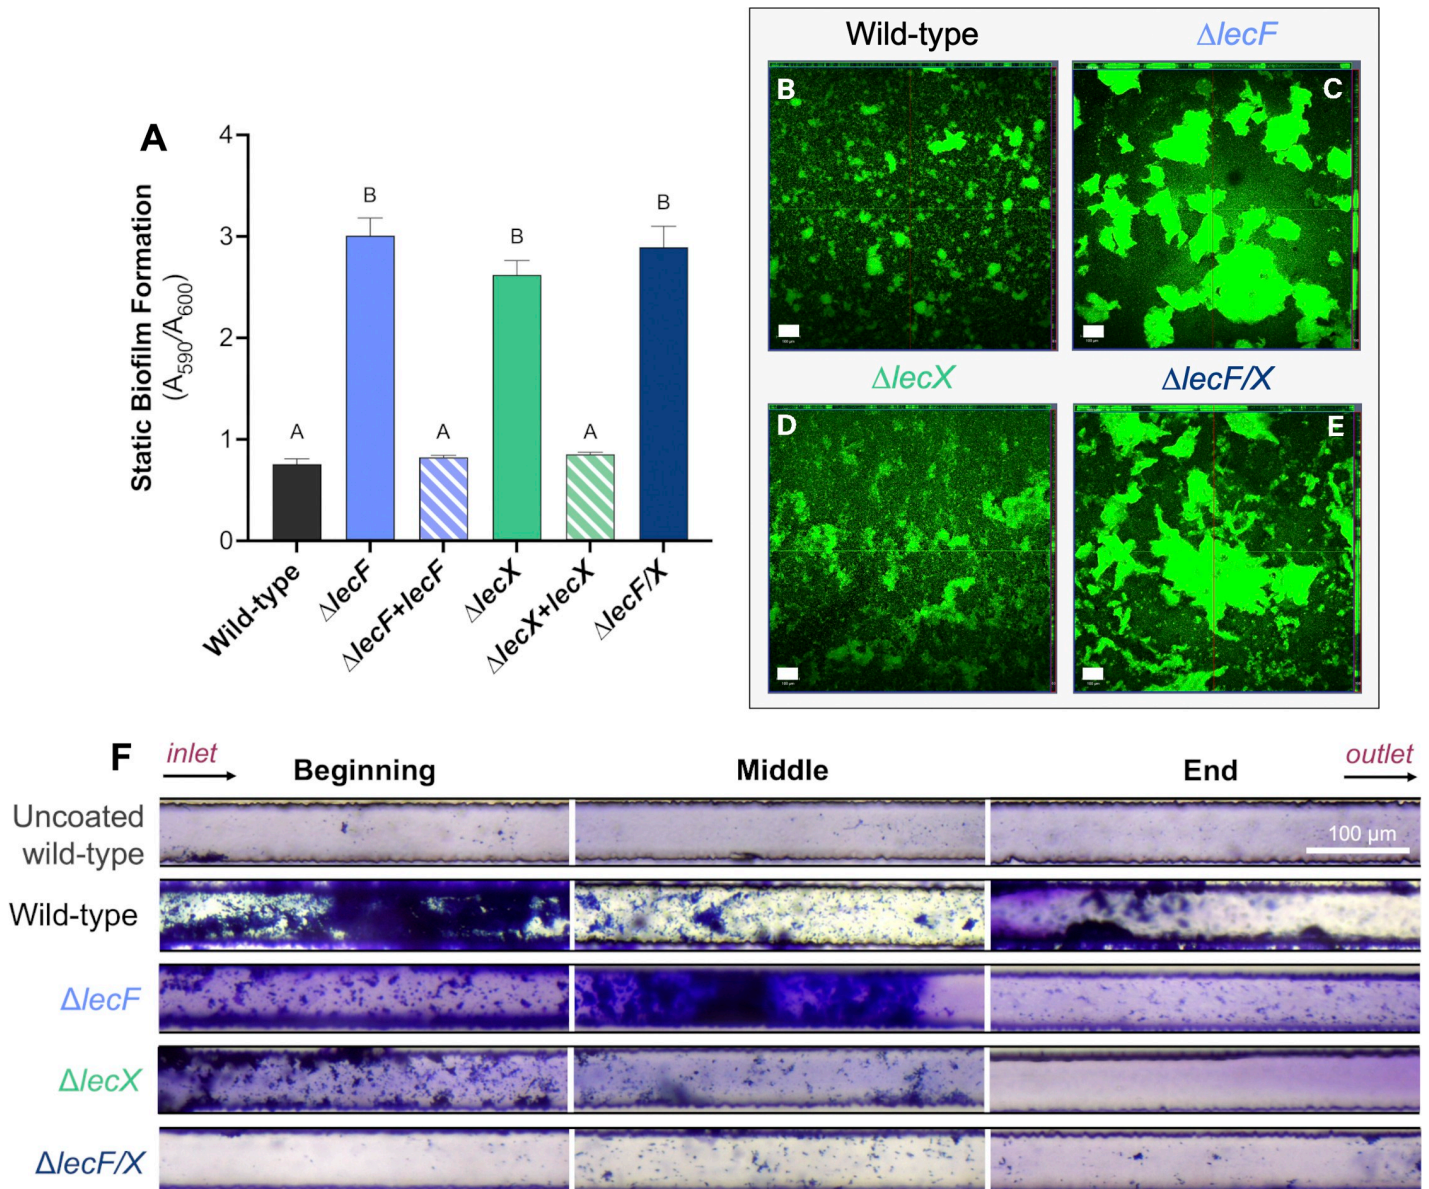 A
Static Biofilm Formation
(A590/A600)
4
3
2
1
0
A
B
A
B
A
B
Wild-type
ΔlecF
ΔlecF+lecF
ΔlecX
ΔlecX+lecX
ΔlecF/X
Wild-type
ΔlecF
B
C
ΔlecX
ΔlecF/X
D
E
F
inlet
Beginning
Middle
End
outlet
Uncoated
wild-type
100 µm
Wild-type
ΔlecF
ΔlecX
ΔlecF/X